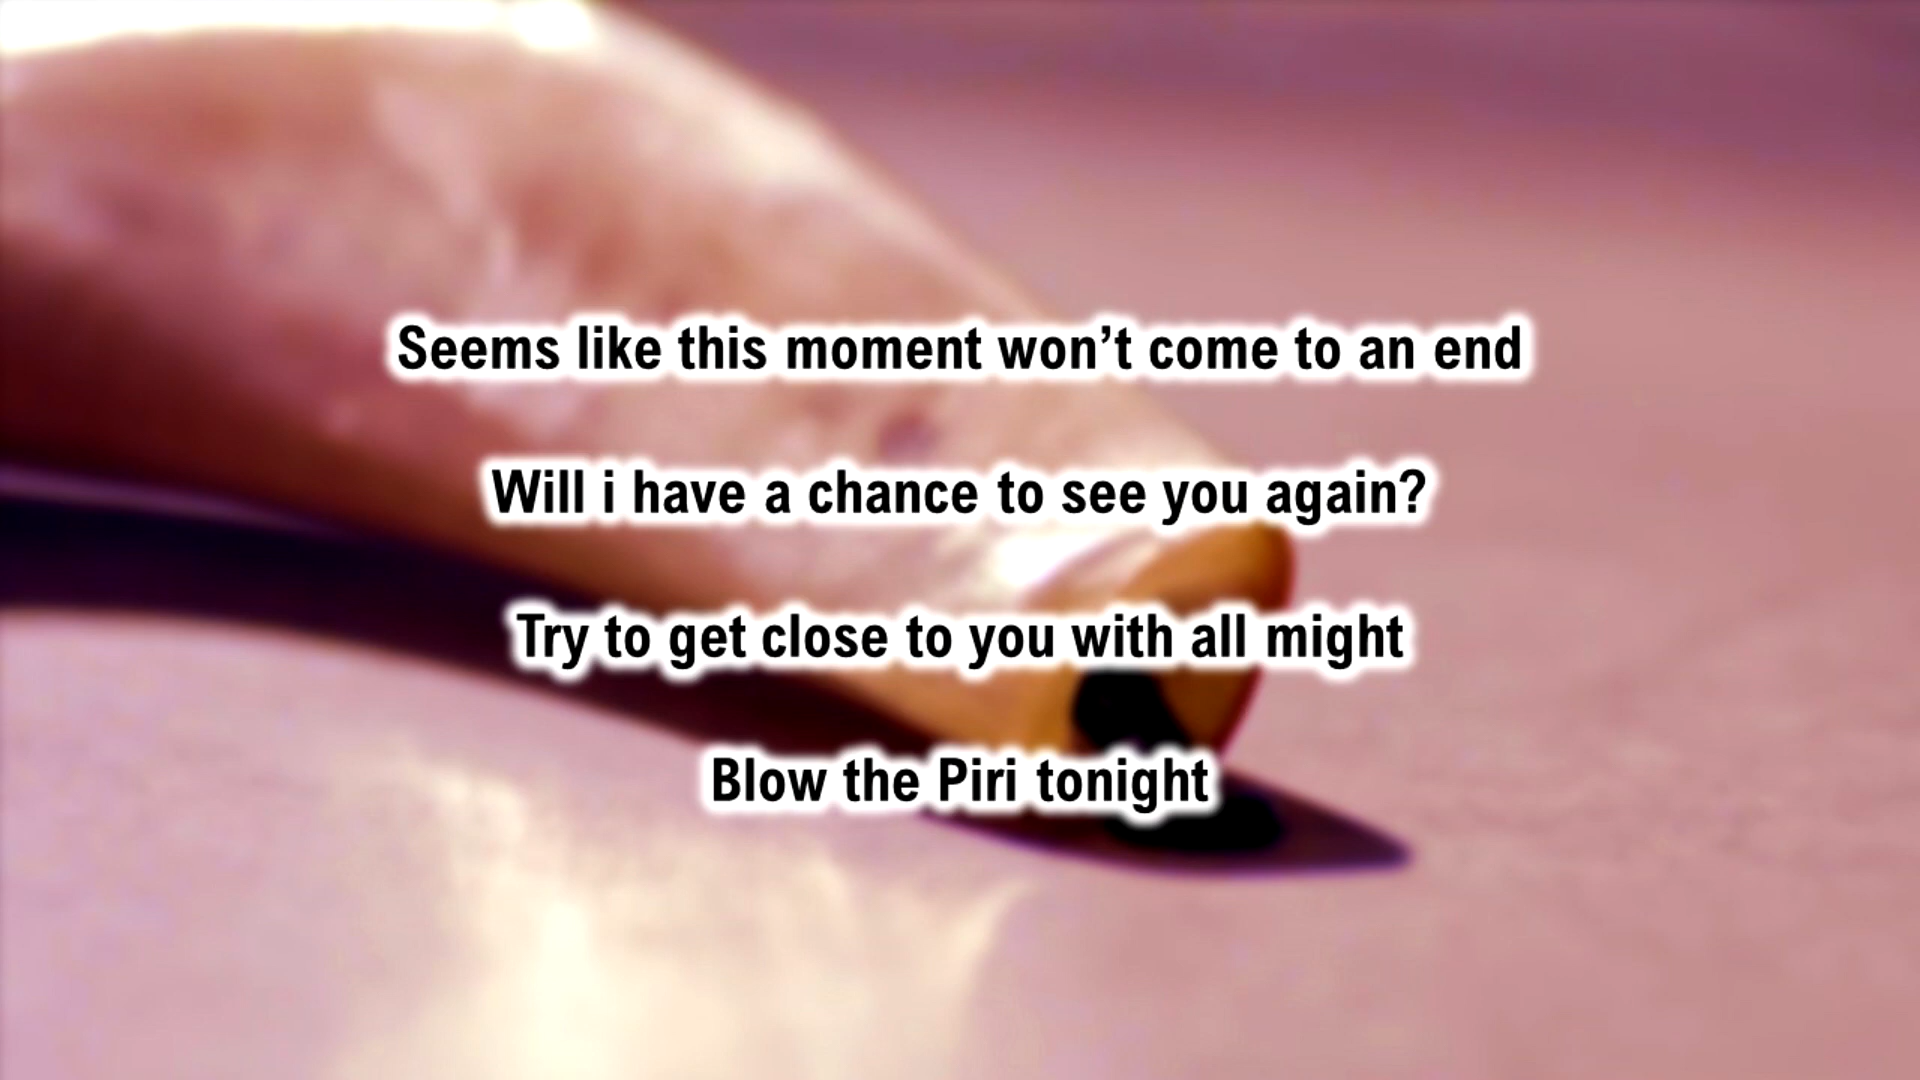 Seems like this moment won’t come to an end
Will i have a chance to see you again?
Try to get close to you with all might
Blow the Piri tonight